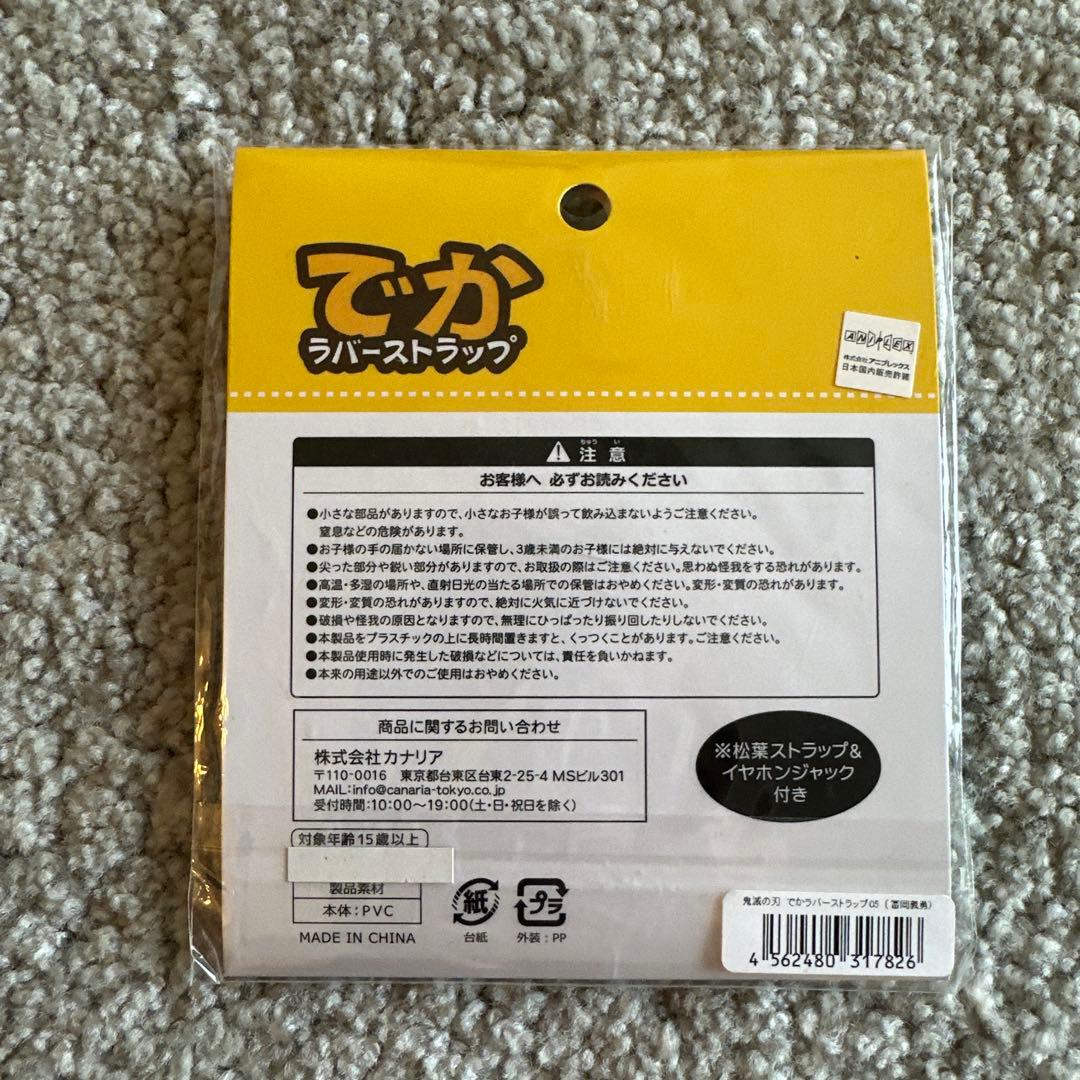 でか
ラバーストラップ
ANIPLEX
株式会社アニプレックス
日本国内販売許諾
ちゅう い
注意
お客様へ 必ずお読みください
●小さな部品がありますので、小さなお子様が誤って飲み込まないようご注意ください。
窒息などの危険があります。
●お子様の手の届かない場所に保管し、3歳未満のお子様には絶対に与えないでください。
●尖った部分や鋭い部分がありますので、お取扱の際はご注意ください。思わぬ怪我をする恐れがあります。
●高温・多湿の場所や、直射日光の当たる場所での保管はおやめください。変形・変質の恐れがあります。
●変形・変質の恐れがありますので、絶対に火気に近づけないでください。
●破損や怪我の原因となりますので、無理にひっぱったり振り回したりしないでください。
●本製品をプラスチックの上に長時間置きますと、くっつくことがあります。ご注意ください。
●本製品使用時に発生した破損などについては、責任を負いかねます。
●本来の用途以外でのご使用はおやめください。
商品に関するお問い合わせ
株式会社カナリア
〒110-0016 東京都台東区台東2-25-4 MSビル301
MAIL:info@canaria-tokyo.co.jp
受付時間:10:00～19:00(土・日・祝日を除く)
※松葉ストラップ&
イヤホンジャック
付き
対象年齢15歳以上
製品素材
本体:PVC
MADE IN CHINA
紙
台紙
プラ
外装:PP
鬼滅の刃 でかラバーストラップ05 (冨岡義勇)
4 562480 317826